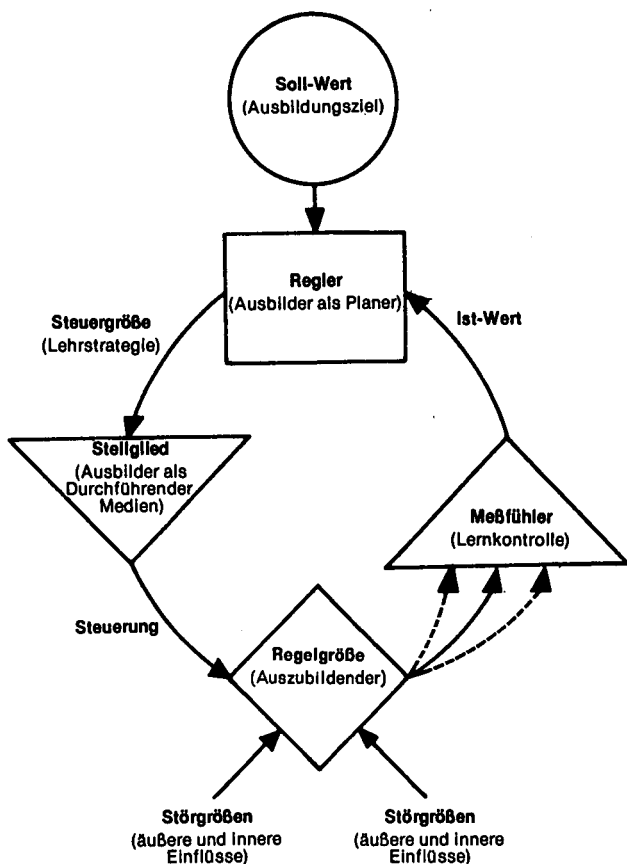 Soll-Wert
(Ausbildungsziel)
Regler
(Ausbilder als Planer)
Steuergröße
(Lehrstrategie)
Ist-Wert
Stellglied
(Ausbilder als
Durchführender
Medien)
Meßfühler
(Lernkontrolle)
Steuerung
Regelgröße
(Auszubildender)
Störgrößen
(äußere und innere
Einflüsse)
Störgrößen
(äußere und innere
Einflüsse)